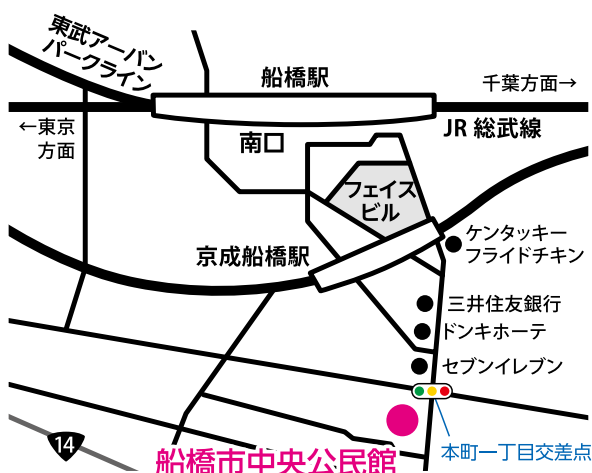 東武アーバン
パークライン
船橋駅
千葉方面→
←東京
方面
南口
JR 総武線
フェイス
ビル
ケンタッキー
フライドチキン
京成船橋駅
三井住友銀行
ドンキホーテ
セブンイレブン
本町一丁目交差点
14
船橋市中央公民館